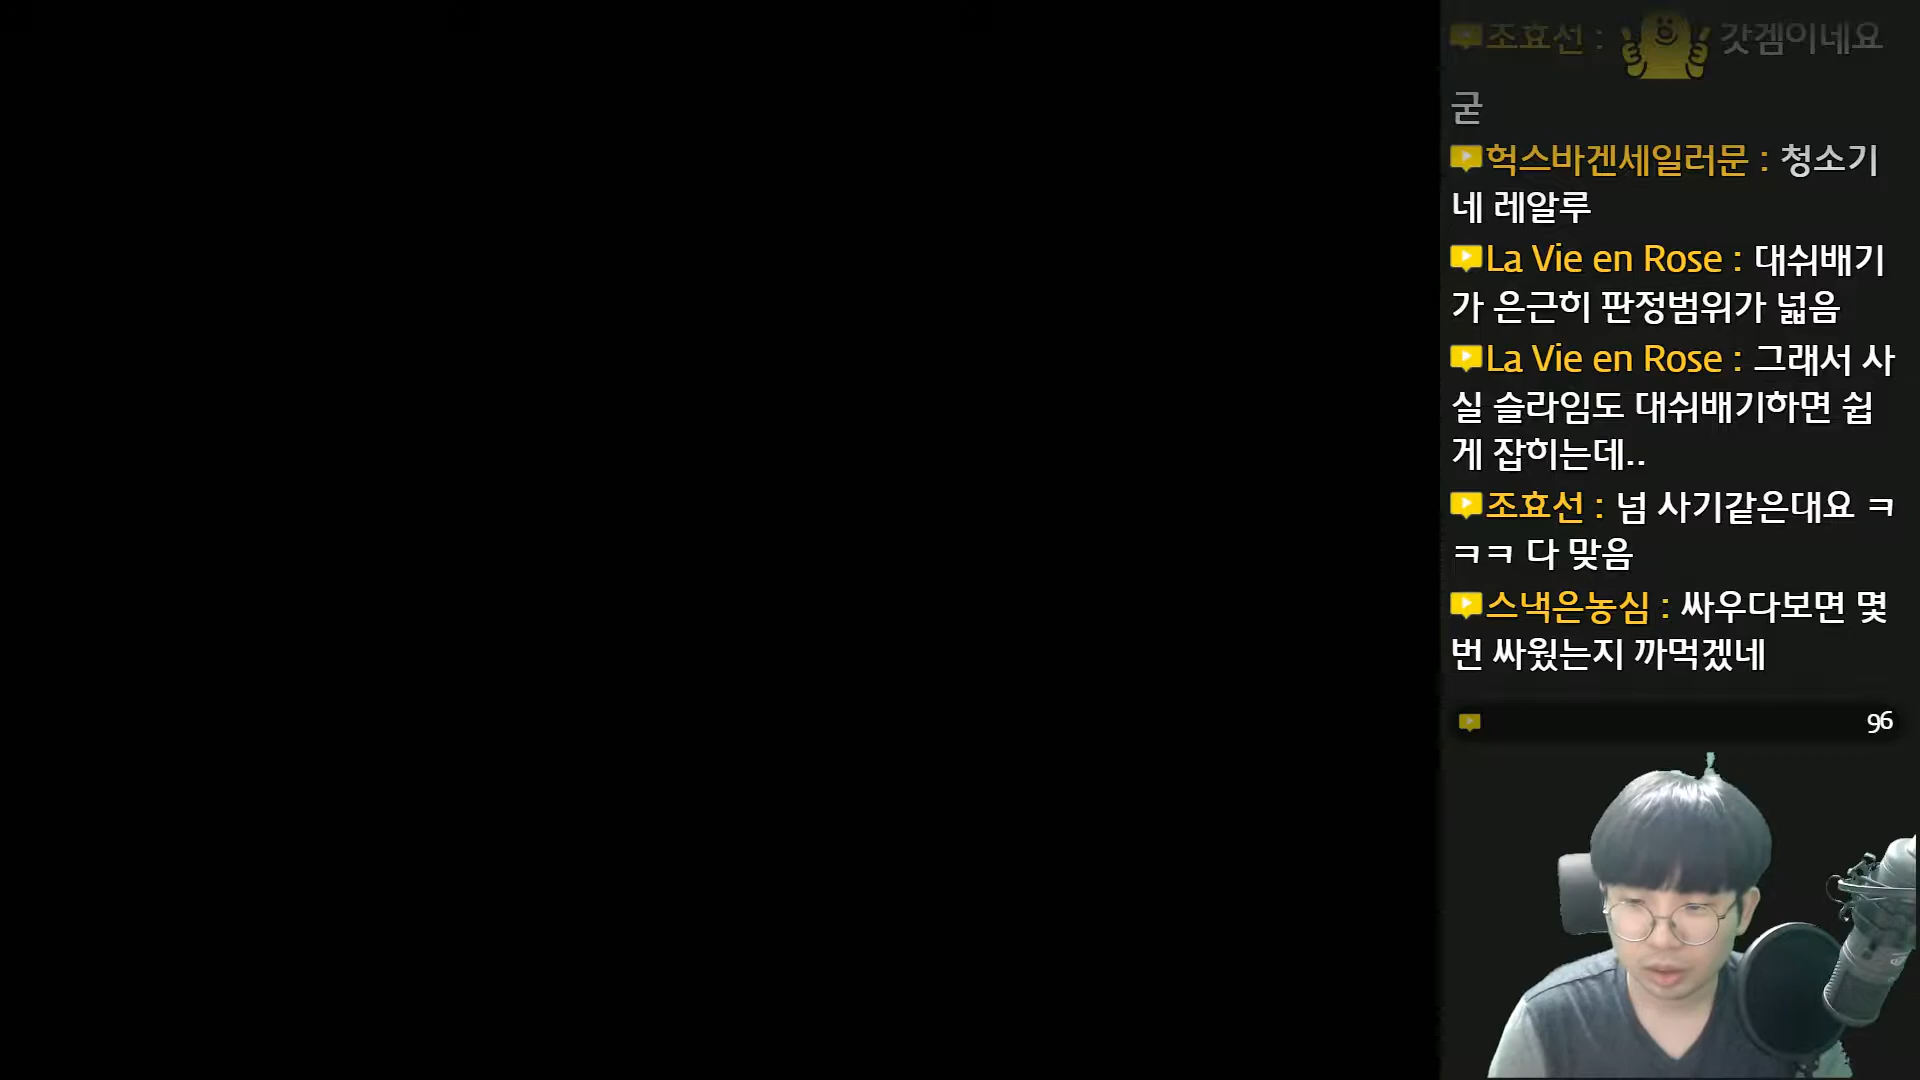 조효선 : 갓겜이네요
굳
헉스바겐세일러문 : 청소기
네 레알루
La Vie en Rose : 대쉬배기
가 은근히 판정범위가 넓음
La Vie en Rose : 그래서 사
실 슬라임도 대쉬배기하면 쉽
게 잡히는데..
조효선 : 넘 사기같은대요 ㅋ
ㅋㅋ 다 맞음
스낵은농심 : 싸우다보면 몇
번 싸웠는지 까먹겠네
96